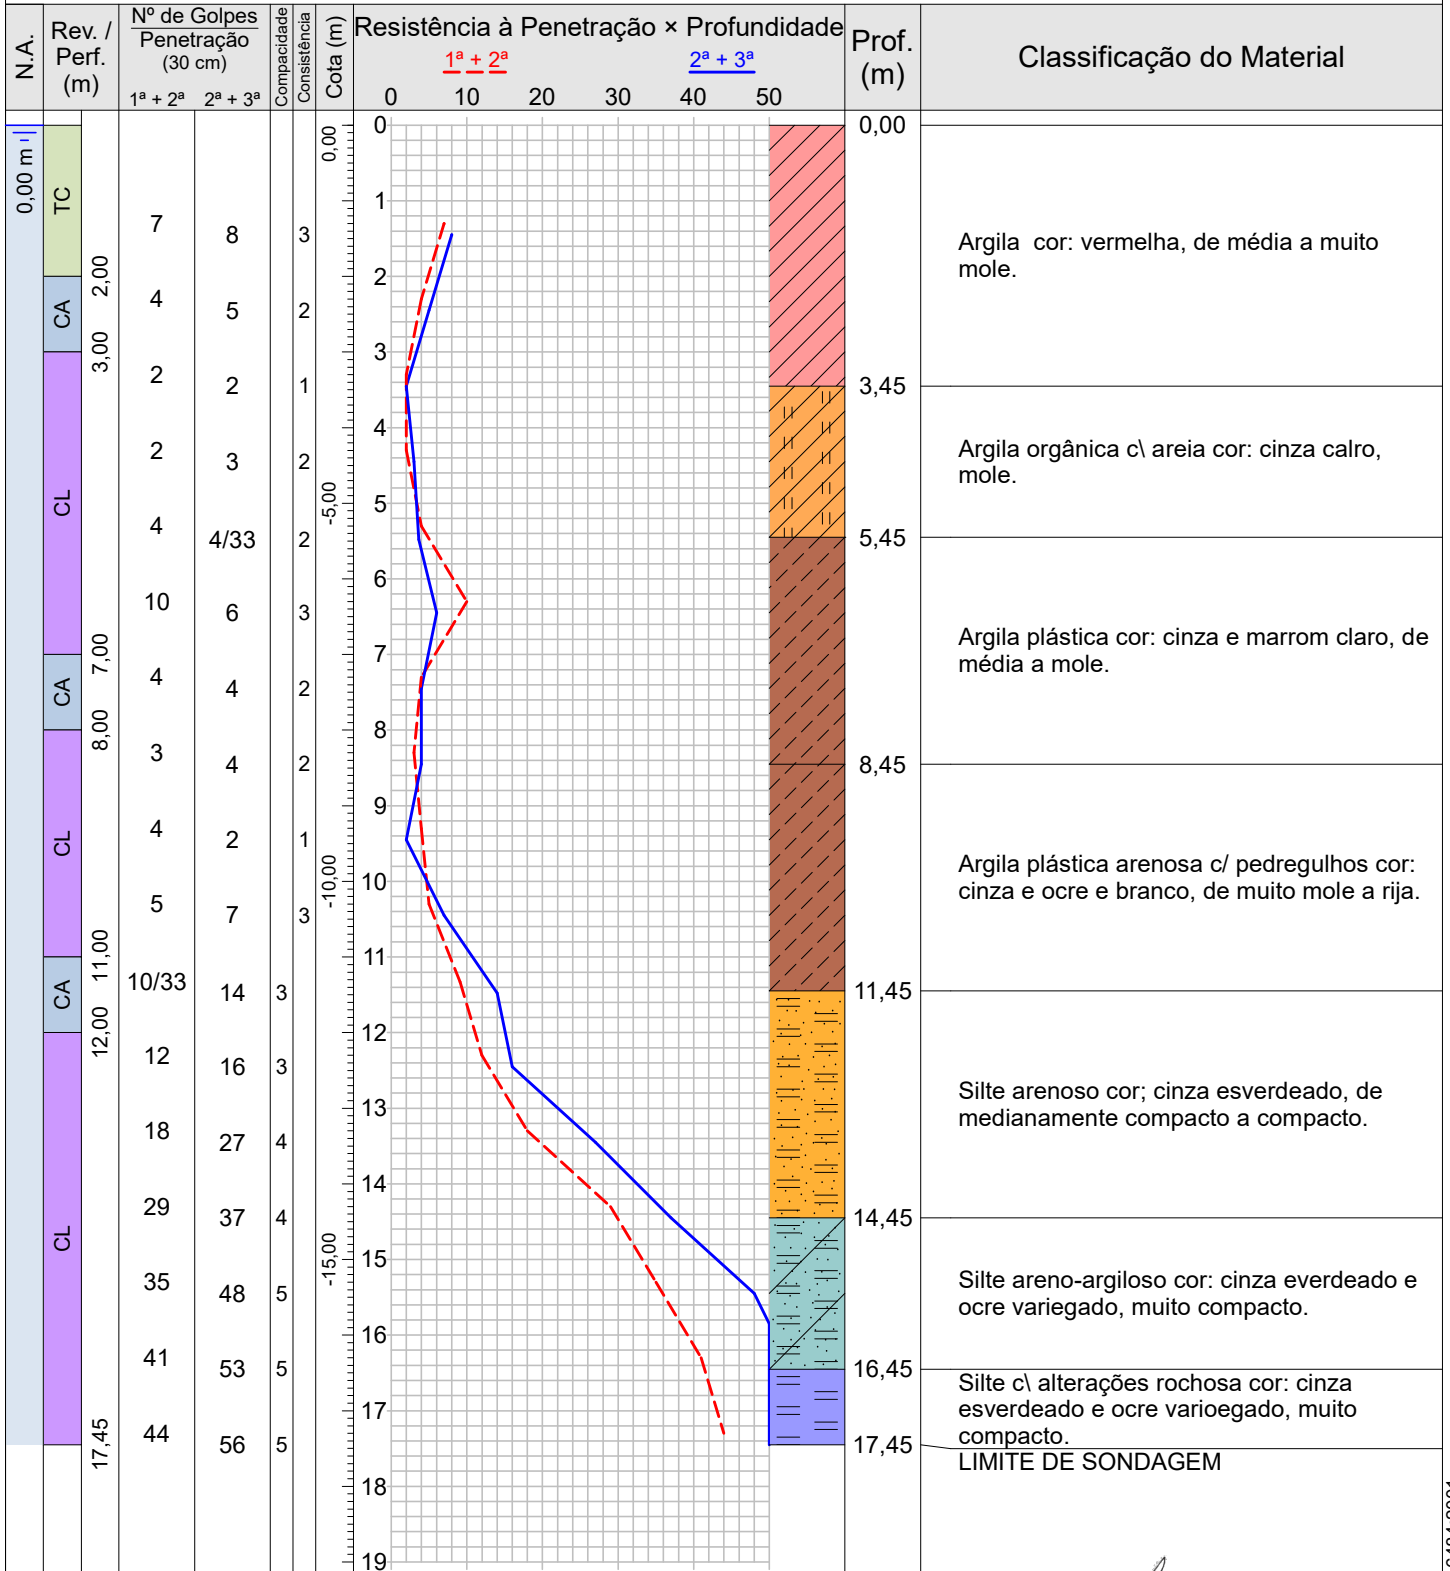 N.A.
Rev. /
Perf.
(m)
Nº de Golpes
Penetração
(30 cm)
1ª + 2ª
2ª + 3ª
Compacidade
Consistência
Cota (m)
Resistência à Penetração × Profundidade
1ª + 2ª
2ª + 3ª
0 10 20 30 40 50
Prof.
(m)
Classificação do Material
0,00 m
TC
2,00
CA
3,00
CL
7,00
CA
8,00
CL
11,00
CA
12,00
CL
17,45
7 8 3
4 5 2
2 2 1
2 3 2
4 4/33 2
10 6 3
4 4 2
3 4 2
4 2 1
5 7 3
10/33 14 3
12 16 3
18 27 4
29 37 4
35 48 5
41 53 5
44 56 5
0,00
-5,00
-10,00
-15,00
0
1
2
3
4
5
6
7
8
9
10
11
12
13
14
15
16
17
18
19
0,00
Argila cor: vermelha, de média a muito
mole.
3,45
Argila orgânica c\ areia cor: cinza calro,
mole.
5,45
Argila plástica cor: cinza e marrom claro, de
média a mole.
8,45
Argila plástica arenosa c/ pedregulhos cor:
cinza e ocre e branco, de muito mole a rija.
11,45
Silte arenoso cor; cinza esverdeado, de
medianamente compacto a compacto.
14,45
Silte areno-argiloso cor: cinza everdeado e
ocre variegado, muito compacto.
16,45
Silte c\ alterações rochosa cor: cinza
esverdeado e ocre varioegado, muito
compacto.
17,45
LIMITE DE SONDAGEM